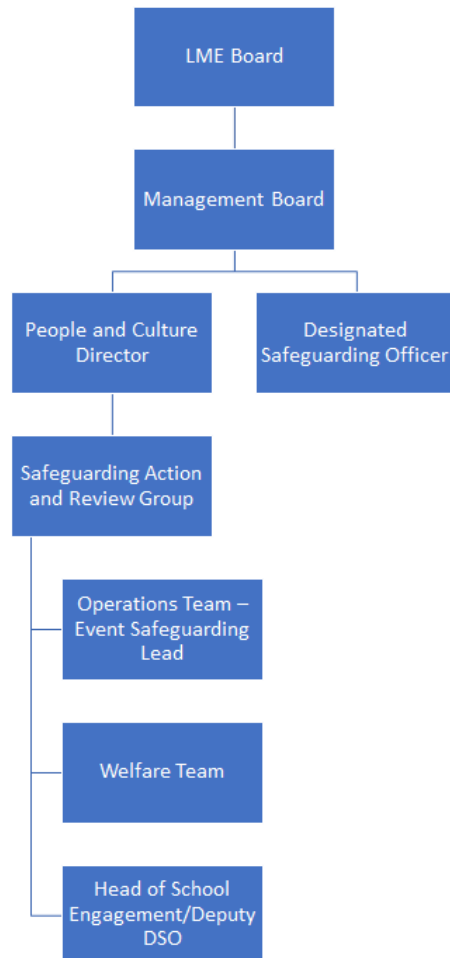 LME Board
Management Board
People and Culture
Director
Designated
Safeguarding Officer
Safeguarding Action
and Review Group
Operations Team –
Event Safeguarding
Lead
Welfare Team
Head of School
Engagement/Deputy
DSO